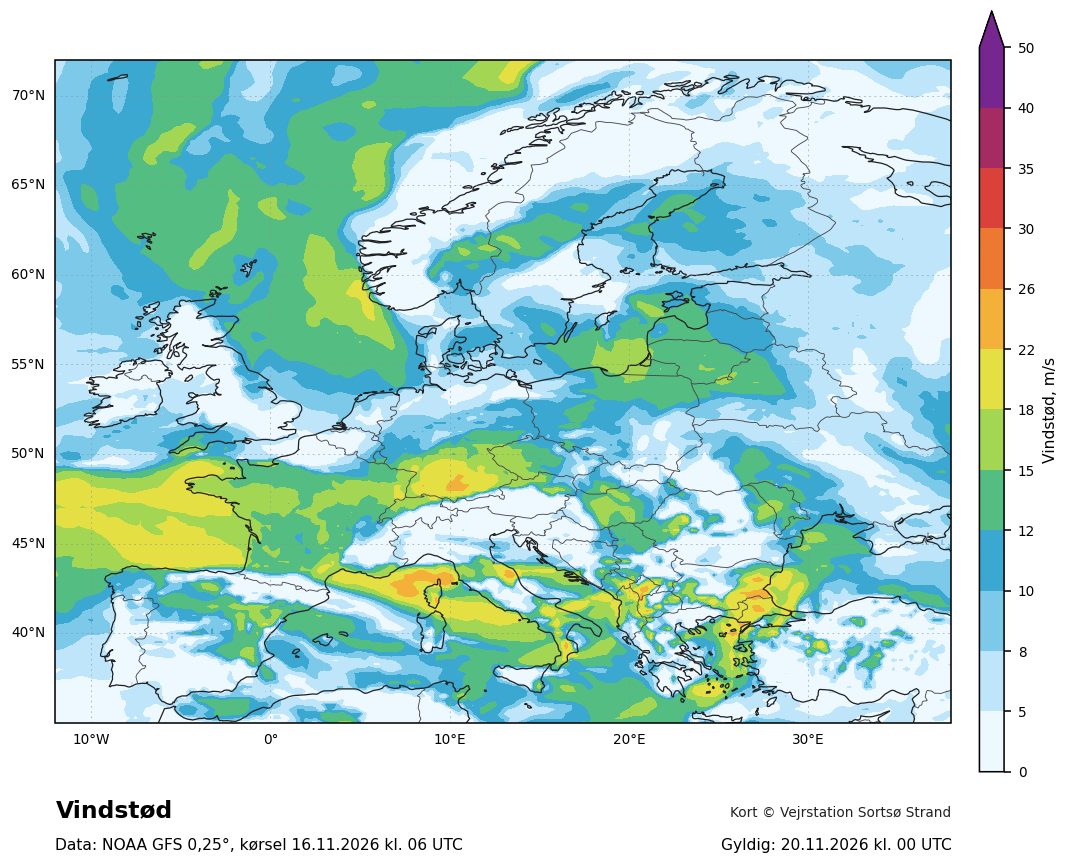 70°N
65°N
60°N
55°N
50°N
45°N
40°N
10°W
0°
10°E
20°E
30°E
50
40
35
30
26
22
18
15
12
10
8
5
0
Vindstød, m/s
Vindstød
Kort © Vejrstation Sortsø Strand
Data: NOAA GFS 0,25°, kørsel 16.11.2026 kl. 06 UTC
Gyldig: 20.11.2026 kl. 00 UTC